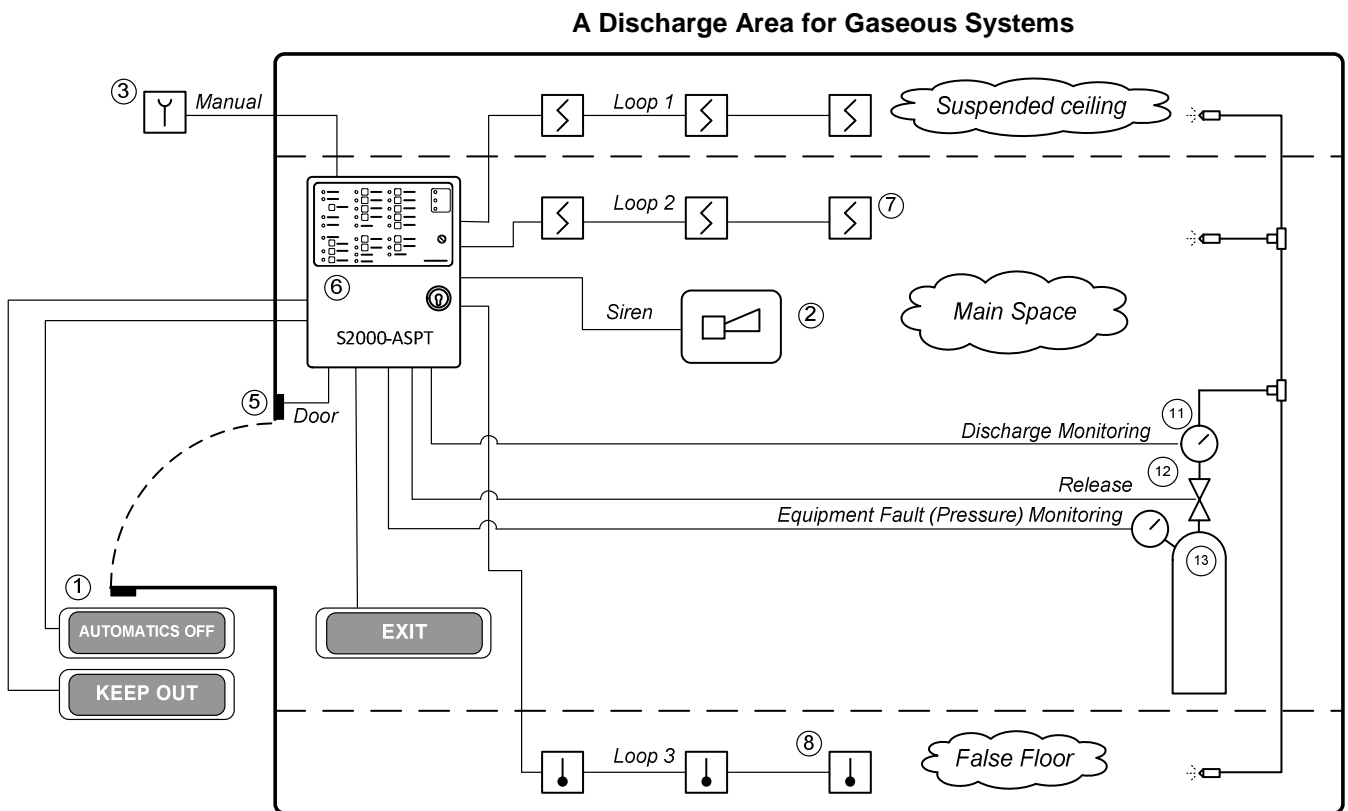 A Discharge Area for Gaseous Systems
3
Manual
Loop 1
Suspended ceiling
Loop 2
7
6
Siren
2
Main Space
S2000-ASPT
5
Door
11
Discharge Monitoring
12
Release
Equipment Fault (Pressure) Monitoring
13
1
AUTOMATICS OFF
EXIT
KEEP OUT
Loop 3
8
False Floor